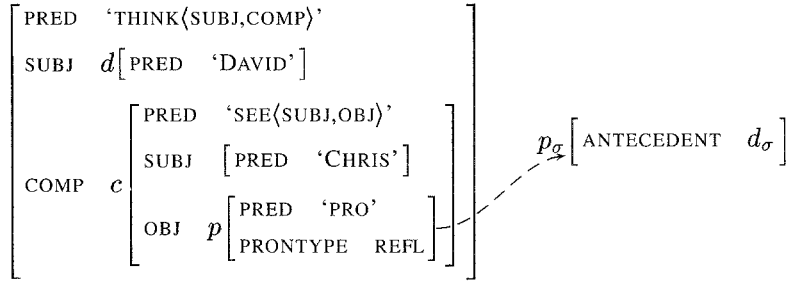 PRED ‘THINK⟨SUBJ,COMP⟩’
SUBJ d[PRED ‘DAVID’]
PRED ‘SEE⟨SUBJ,OBJ⟩’
SUBJ [PRED ‘CHRIS’]
COMP c
OBJ p
PRED ‘PRO’
PRONTYPE REFL
pσ[ANTECEDENT dσ]